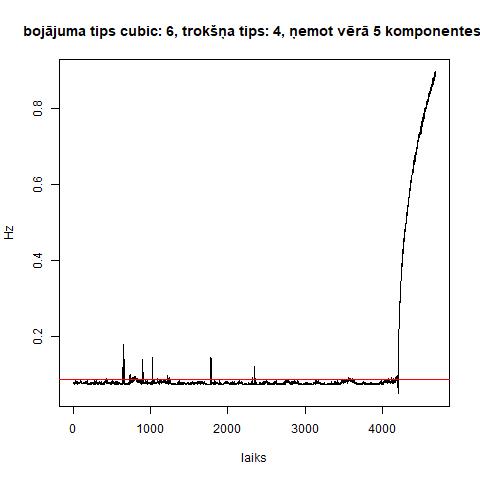 bojājuma tips cubic: 6, trokšņa tips: 4, ņemot vērā 5 komponentes
Hz
0.8
0.6
0.4
0.2
0 1000 2000 3000 4000
laiks